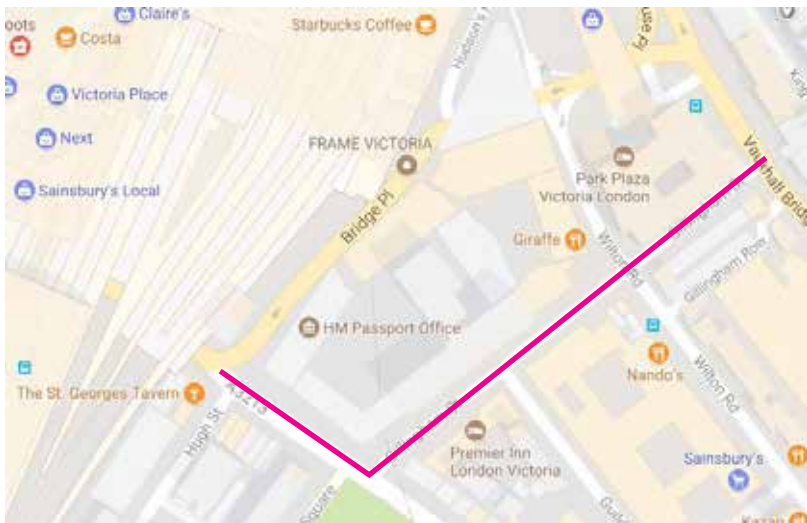 oots
Claire's
Costa
Starbucks Coffee
Victoria Place
Next
FRAME VICTORIA
Sainsbury's Local
Bridge Pl
Park Plaza
Victoria London
Vauxhall Bridge
King
Giraffe
Wilton Rd
Gillingham Row
HM Passport Office
Nando's
Wilton Rd
The St. Georges Tavern
A3213
Hugh St
Premier Inn
London Victoria
Sainsbury's
Square
Kazan